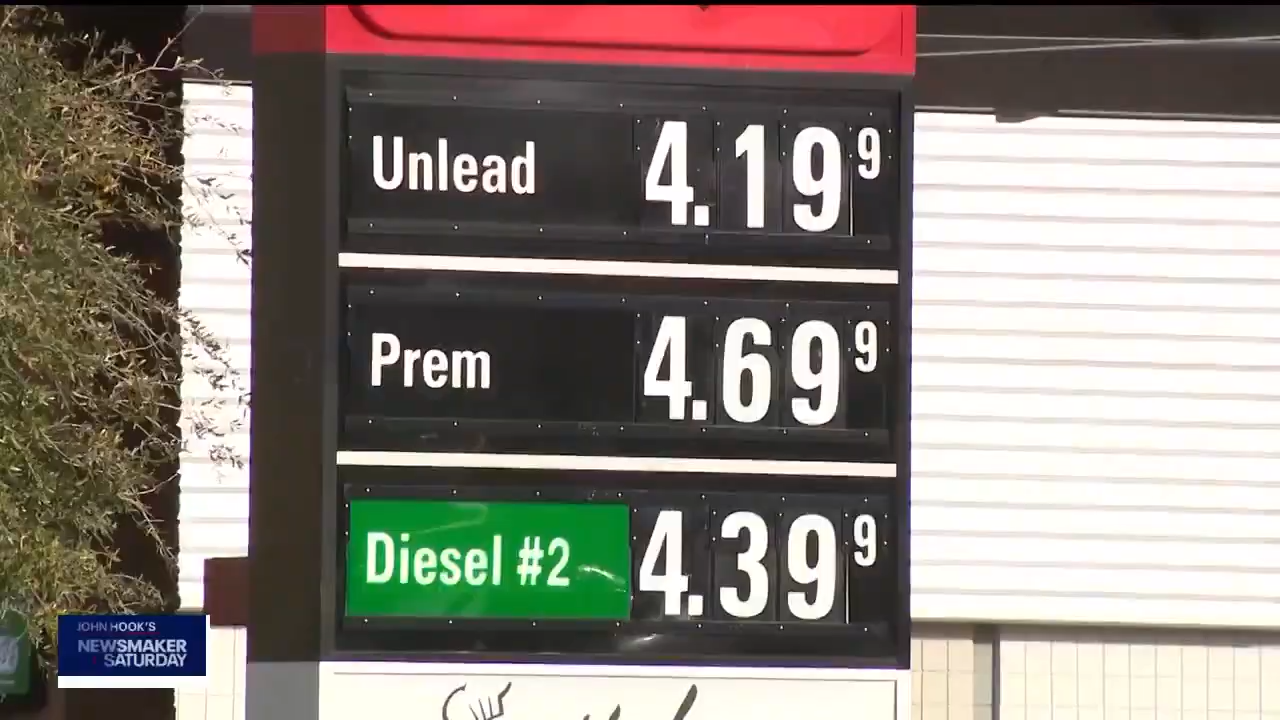 Unlead 4.19 9
Prem 4.69 9
Diesel #2 4.39 9
JOHN HOOK'S
NEWSMAKER
SATURDAY